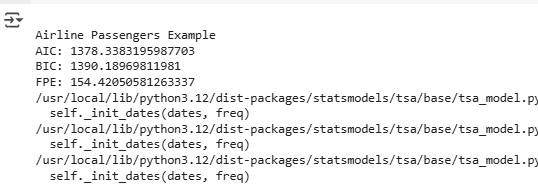 Airline Passengers Example
AIC: 1378.3383195987703
BIC: 1390.18969811981
FPE: 154.42050581263337
/usr/local/lib/python3.12/dist-packages/statsmodels/tsa/base/tsa_model.py
self._init_dates(dates, freq)
/usr/local/lib/python3.12/dist-packages/statsmodels/tsa/base/tsa_model.py
self._init_dates(dates, freq)
/usr/local/lib/python3.12/dist-packages/statsmodels/tsa/base/tsa_model.py
self._init_dates(dates, freq)